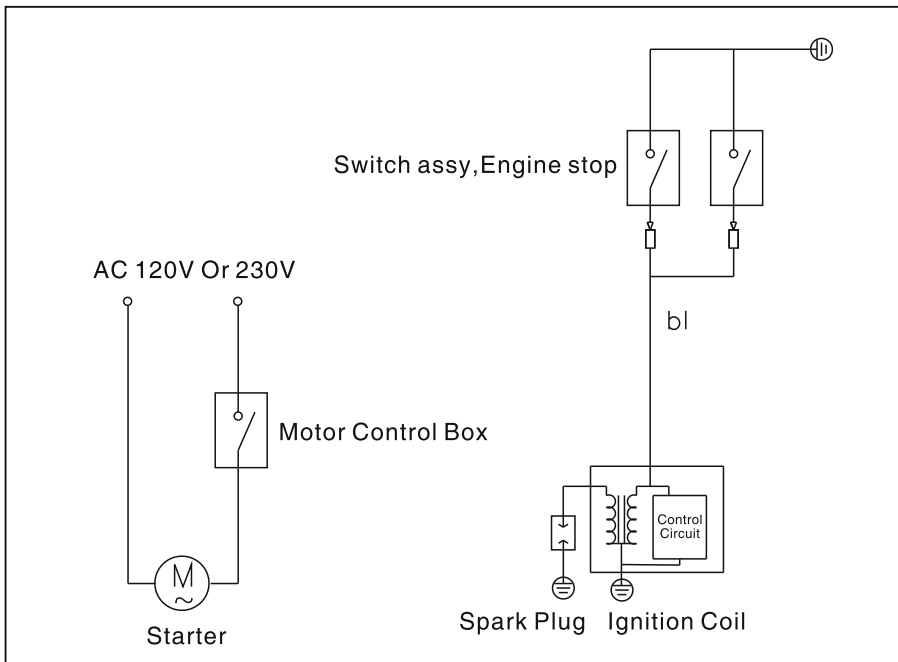 Switch assy,Engine stop
AC 120V Or 230V
bl
Motor Control Box
Control
Circuit
M
Spark Plug
Ignition Coil
Starter